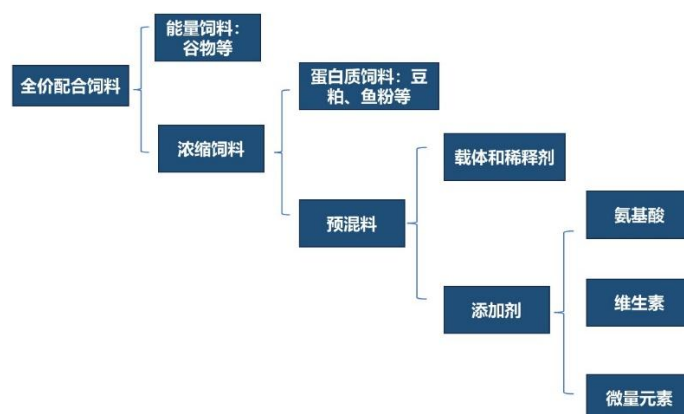 全价配合饲料
能量饲料：
谷物等
浓缩饲料
蛋白质饲料：豆
粕、鱼粉等
预混料
载体和稀释剂
添加剂
氨基酸
维生素
微量元素